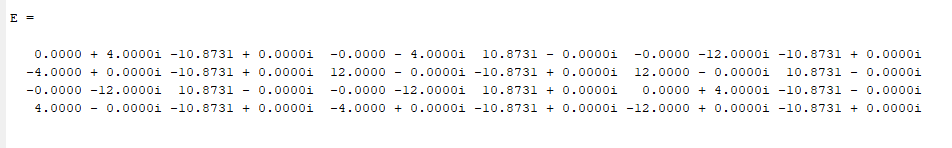 E =
0.0000 + 4.0000i -10.8731 + 0.0000i -0.0000 - 4.0000i 10.8731 - 0.0000i -0.0000 -12.0000i -10.8731 + 0.0000i
-4.0000 + 0.0000i -10.8731 + 0.0000i 12.0000 - 0.0000i -10.8731 + 0.0000i 12.0000 - 0.0000i 10.8731 - 0.0000i
-0.0000 -12.0000i 10.8731 - 0.0000i -0.0000 -12.0000i 10.8731 + 0.0000i 0.0000 + 4.0000i -10.8731 - 0.0000i
4.0000 - 0.0000i -10.8731 + 0.0000i -4.0000 + 0.0000i -10.8731 + 0.0000i -12.0000 + 0.0000i -10.8731 + 0.0000i